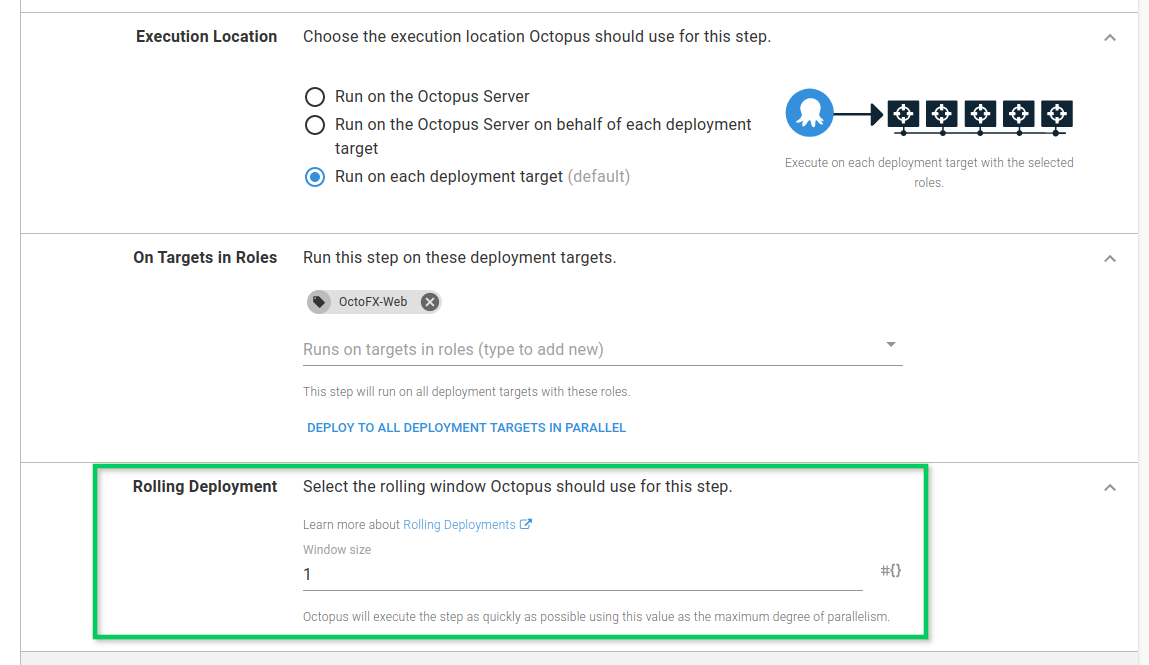 Execution Location
Choose the execution location Octopus should use for this step.
Run on the Octopus Server
Run on the Octopus Server on behalf of each deployment
target
Run on each deployment target (default)
Execute on each deployment target with the selected
roles.
On Targets in Roles
Run this step on these deployment targets.
OctoFX-Web
Runs on targets in roles (type to add new)
This step will run on all deployment targets with these roles.
DEPLOY TO ALL DEPLOYMENT TARGETS IN PARALLEL
Rolling Deployment
Select the rolling window Octopus should use for this step.
Learn more about Rolling Deployments
Window size
1
#{}
Octopus will execute the step as quickly as possible using this value as the maximum degree of parallelism.